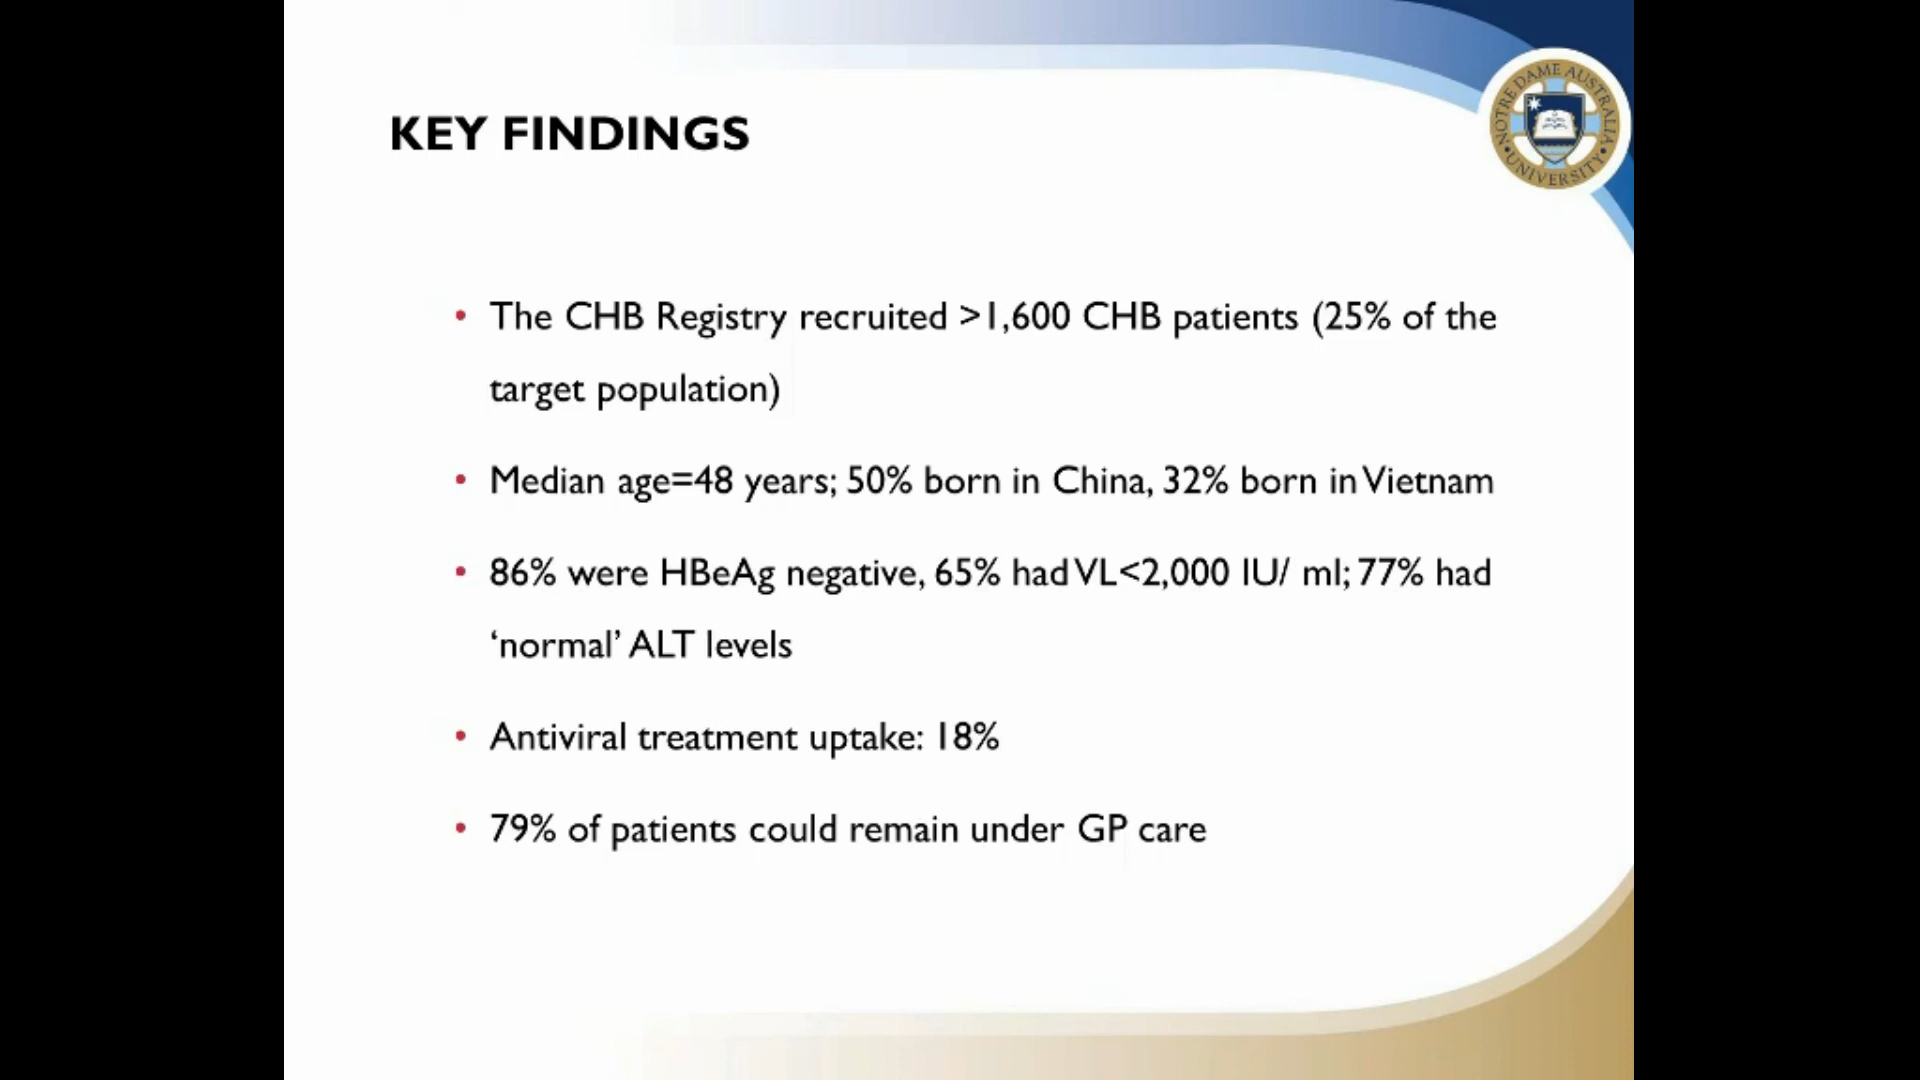 NOTRE DAME AUSTRALIA
UNIVERSITY
KEY FINDINGS
• The CHB Registry recruited >1,600 CHB patients (25% of the
target population)
• Median age=48 years; 50% born in China, 32% born in Vietnam
• 86% were HBeAg negative, 65% had VL<2,000 IU/ ml; 77% had
‘normal’ ALT levels
• Antiviral treatment uptake: 18%
• 79% of patients could remain under GP care